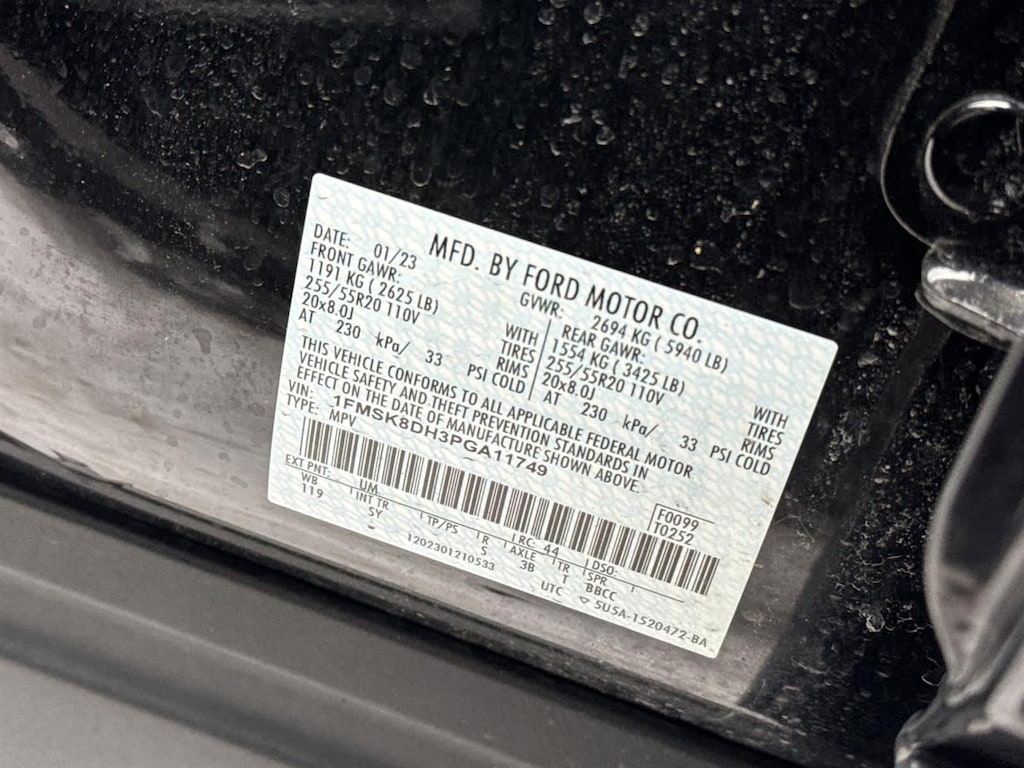 MFD. BY FORD MOTOR CO.
DATE: 01/23 GVWR: 2694 KG ( 5940 LB)
FRONT GAWR: REAR GAWR:
1191 KG ( 2625 LB) WITH 1554 KG ( 3425 LB) WITH
255/55R20 110V TIRES 255/55R20 110V TIRES
20x8.0J RIMS 20x8.0J RIMS
AT 230 kPa/ 33 PSI COLD AT 230 kPa/ 33 PSI COLD
THIS VEHICLE CONFORMS TO ALL APPLICABLE FEDERAL MOTOR
VEHICLE SAFETY AND THEFT PREVENTION STANDARDS IN
EFFECT ON THE DATE OF MANUFACTURE SHOWN ABOVE.
VIN: 1FMSK8DH3PGA11749
TYPE: MPV
F0099
T0252
EXT PNT: UM RC: 44 DSO:
WB INT TR TP/PS R AXLE TR SPR
119 SY S 3B T BBCC
1202301210533 UTC ▽ 5U5A-1520472-BA